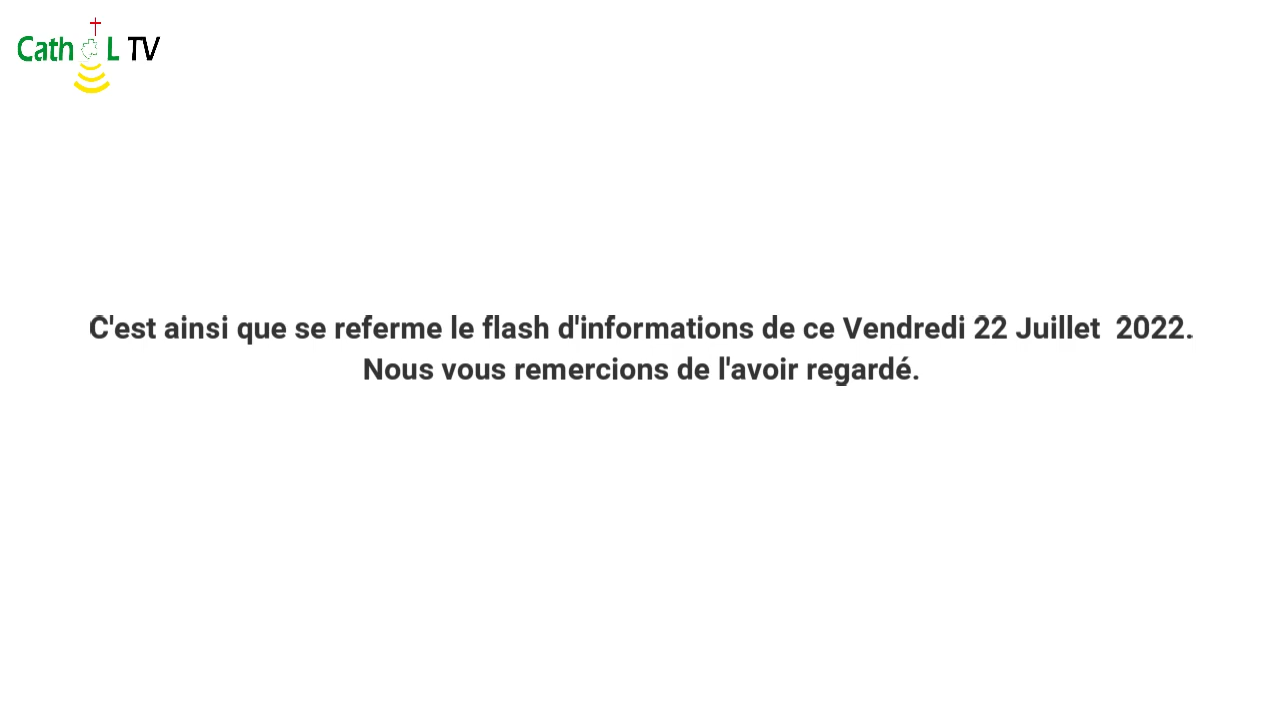 Cath L TV
C'est ainsi que se referme le flash d'informations de ce Vendredi 22 Juillet  2022.
Nous vous remercions de l'avoir regardé.